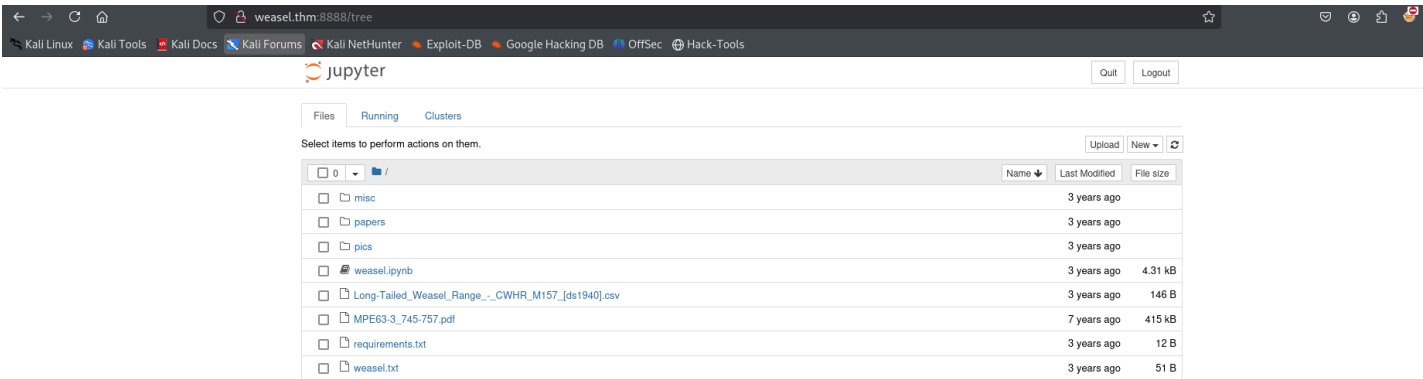 weasel.thm:8888/tree
Kali Linux Kali Tools Kali Docs Kali Forums Kali NetHunter Exploit-DB Google Hacking DB OffSec Hack-Tools
jupyter Quit Logout
Files Running Clusters
Select items to perform actions on them. Upload New
0 / Name Last Modified File size
misc 3 years ago
papers 3 years ago
pics 3 years ago
weasel.ipynb 3 years ago 4.31 kB
Long-Tailed_Weasel_Range_-_CWHR_M157_[ds1940].csv 3 years ago 146 B
MPE63-3_745-757.pdf 7 years ago 415 kB
requirements.txt 3 years ago 12 B
weasel.txt 3 years ago 51 B